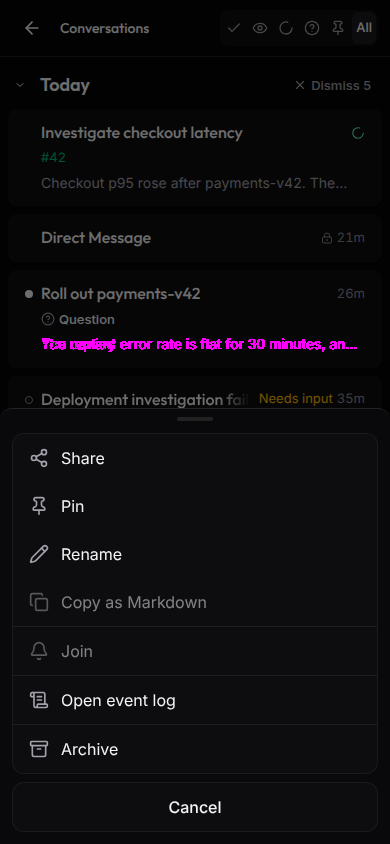 Conversations
All
Today
Dismiss 5
Investigate checkout latency
#42
Checkout p95 rose after payments-v42. The...
Direct Message
21m
Roll out payments-v42
26m
Question
error rate is flat for 30 minutes, an...
Deployment investigation fail
Needs input 35m
Share
Pin
Rename
Copy as Markdown
Join
Open event log
Archive
Cancel